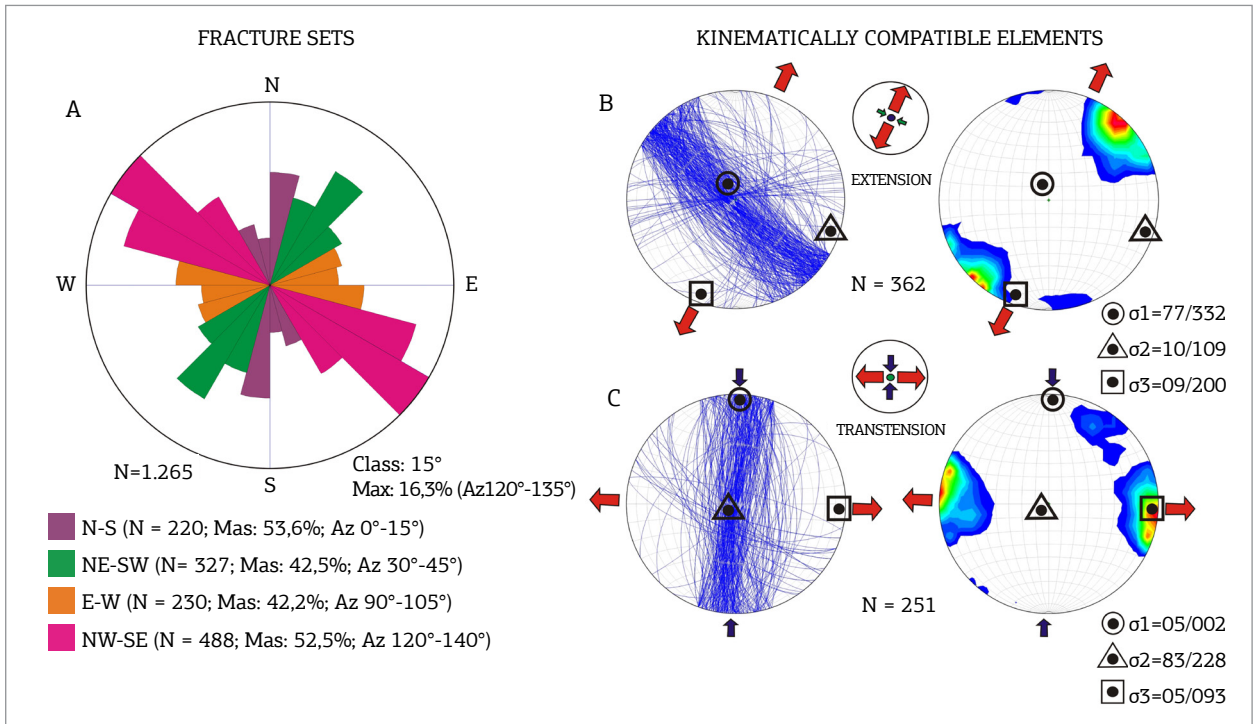 FRACTURE SETS
A
N
W
E
S
N=1.265
Class: 15°
Max: 16,3% (Az120°-135°)
N-S (N = 220; Mas: 53,6%; Az 0°-15°)
NE-SW (N= 327; Mas: 42,5%; Az 30°-45°)
E-W (N = 230; Mas: 42,2%; Az 90°-105°)
NW-SE (N = 488; Mas: 52,5%; Az 120°-140°)
KINEMATICALLY COMPATIBLE ELEMENTS
B
EXTENSION
N = 362
σ1=77/332
σ2=10/109
σ3=09/200
C
TRANSTENSION
N = 251
σ1=05/002
σ2=83/228
σ3=05/093